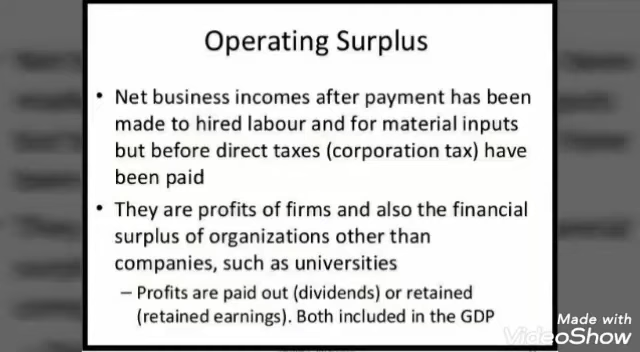 Operating Surplus
• Net business incomes after payment has been
made to hired labour and for material inputs
but before direct taxes (corporation tax) have
been paid
• They are profits of firms and also the financial
surplus of organizations other than
companies, such as universities
– Profits are paid out (dividends) or retained
(retained earnings). Both included in the GDP
Made with
VideoShow